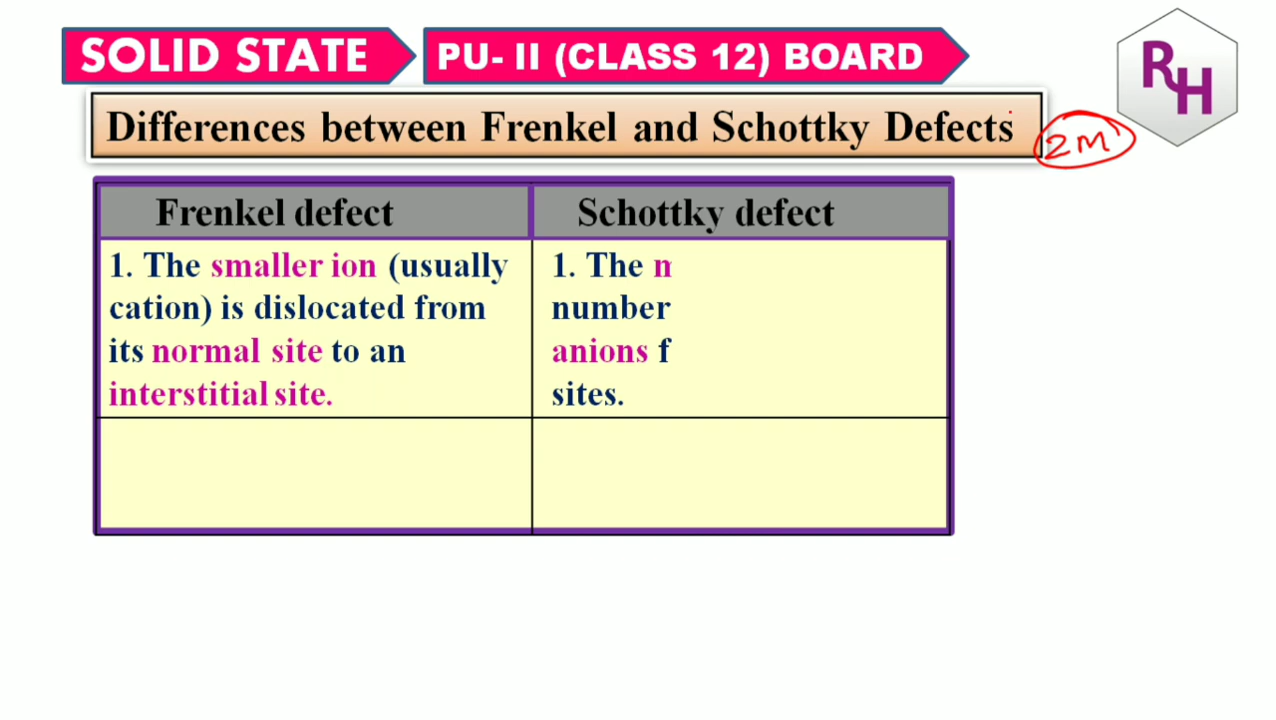 SOLID STATE
PU- II (CLASS 12) BOARD
RH
Differences between Frenkel and Schottky Defects
2M
Frenkel defect
Schottky defect
1. The smaller ion (usually
cation) is dislocated from
its normal site to an
interstitial site.
1. The
number
anions
sites.